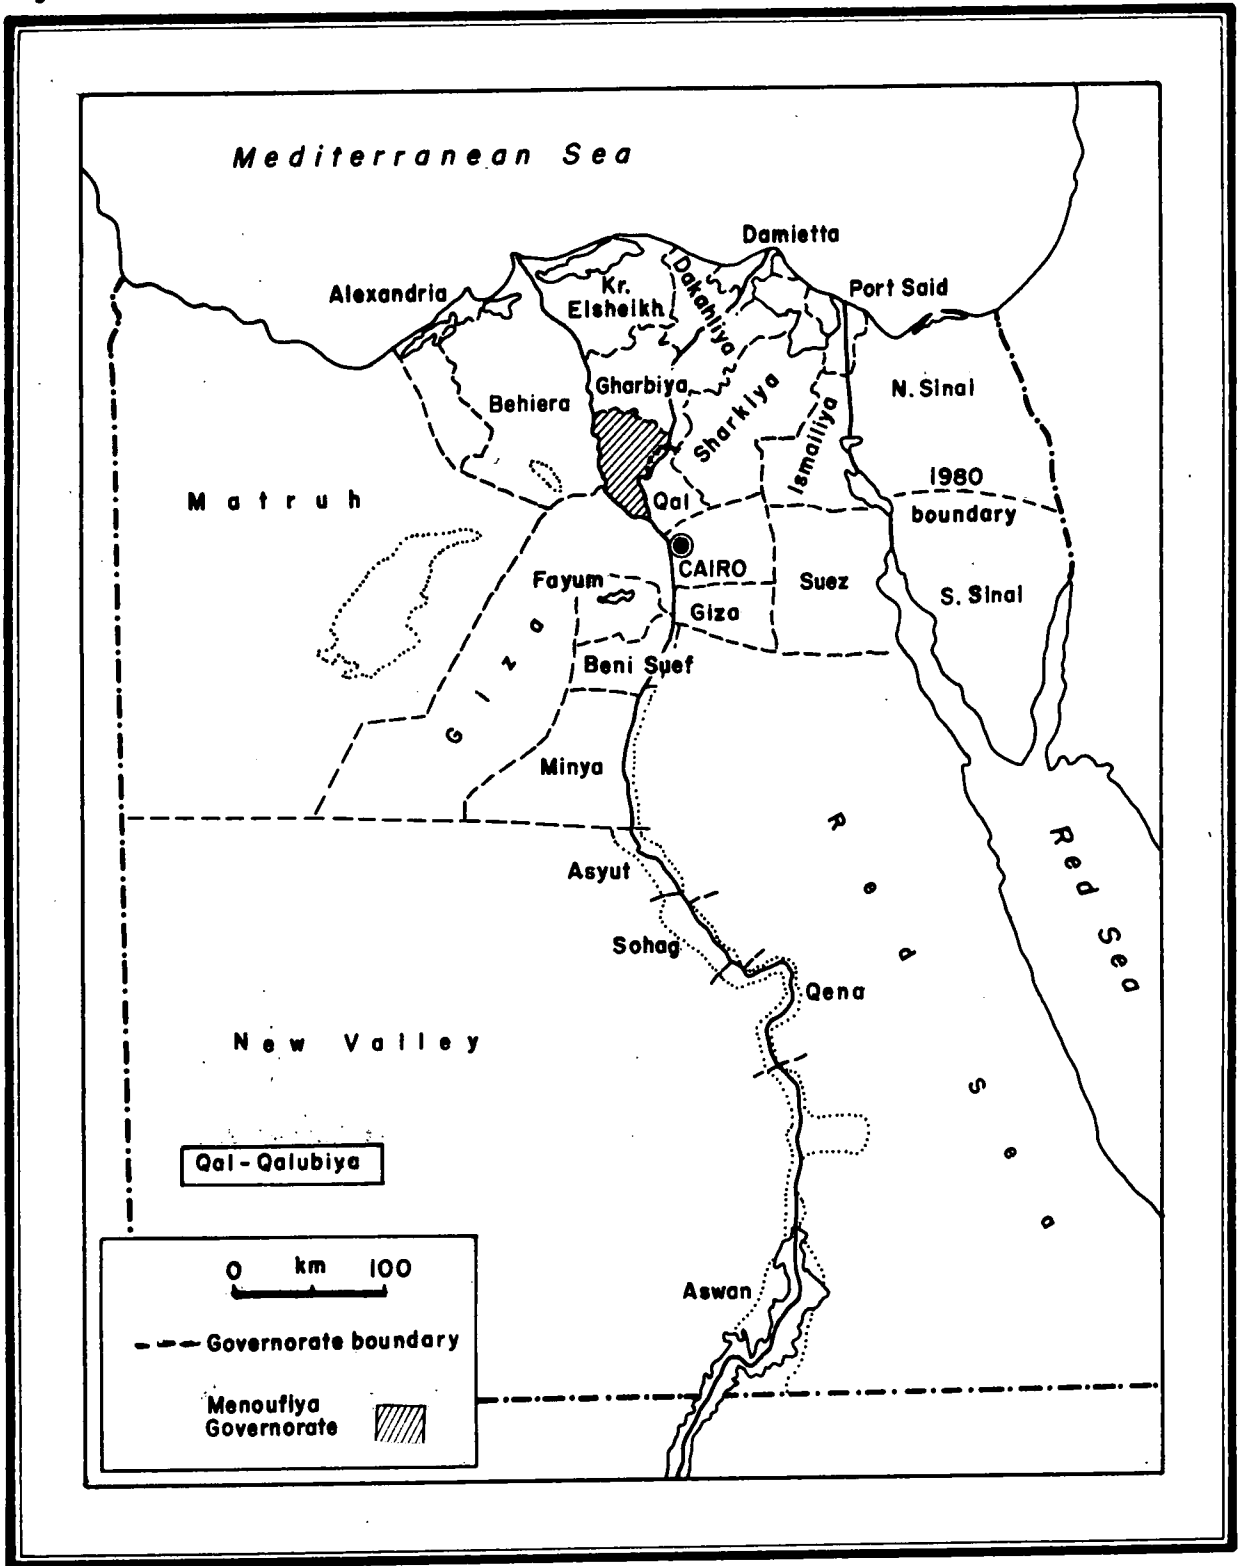 Mediterranean Sea
Damietta
Alexandria
Kr.
Elsheikh
Dakahliya
Port Said
Gharbiya
Behiera
Sharkiya
Ismailiya
N. Sinai
Matruh
Qal
1980
boundary
CAIRO
Fayum
Suez
S. Sinai
Giza
Giza
Beni Suef
Minya
Asyut
Sohag
Qena
Red Sea
Red Sea
New Valley
Qal-Qalubiya
Aswan
0 km 100
Governorate boundary
Menoufiya
Governorate